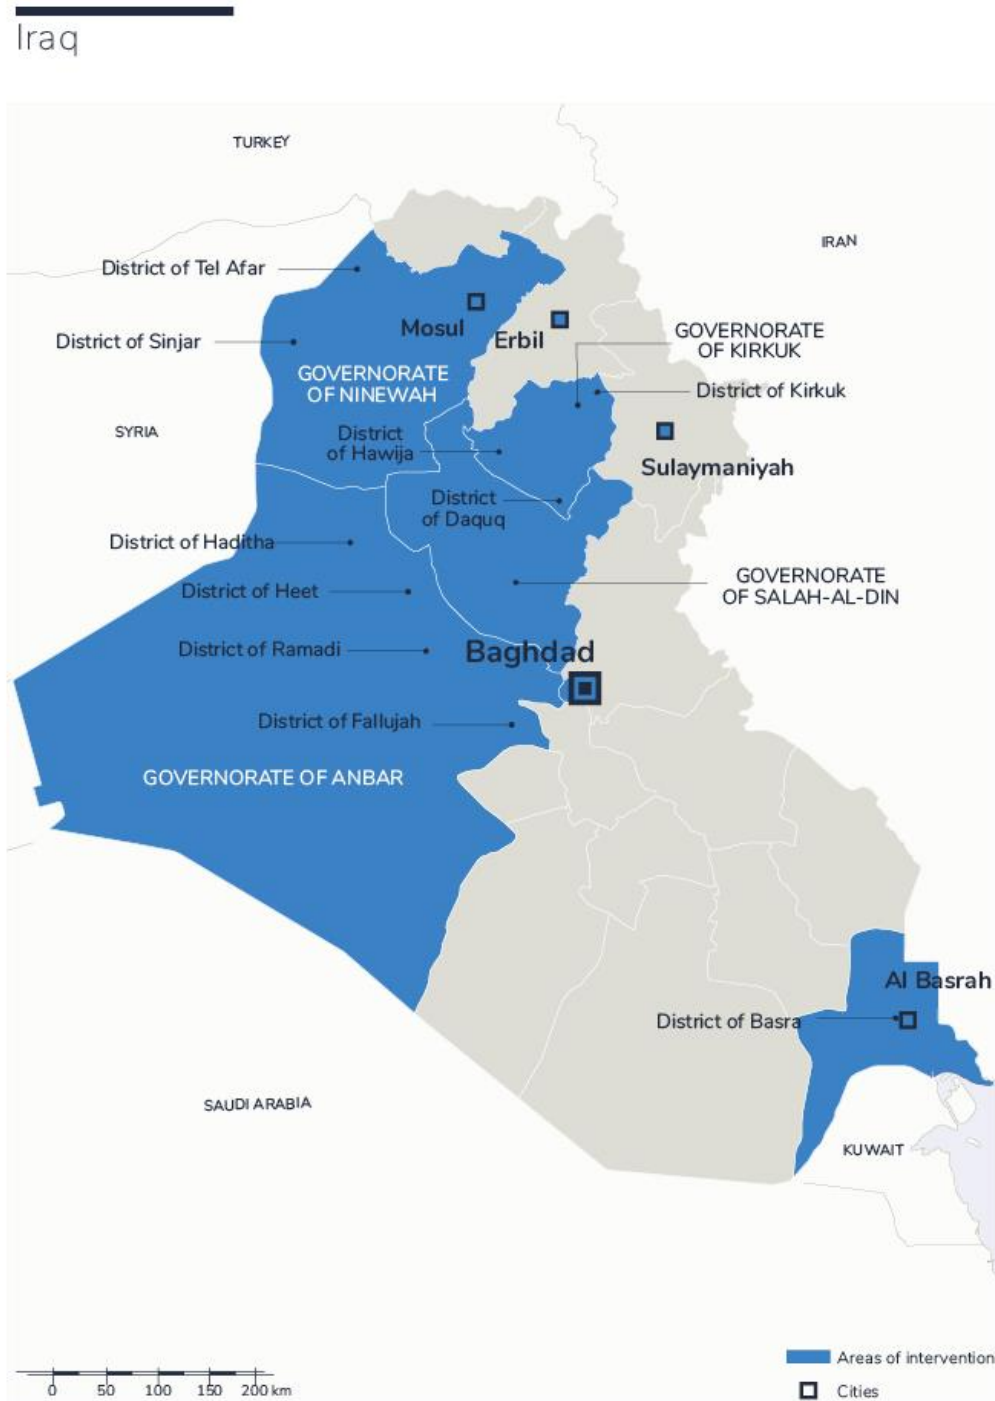 Iraq
TURKEY
IRAN
District of Tel Afar
Mosul
Erbil
GOVERNORATE
OF KIRKUK
District of Sinjar
GOVERNORATE
OF NINEWAH
District of Kirkuk
SYRIA
District
of Hawija
Sulaymaniyah
District
of Daquq
District of Haditha
GOVERNORATE
OF SALAH-AL-DIN
District of Heet
District of Ramadi
Baghdad
District of Fallujah
GOVERNORATE OF ANBAR
Al Basrah
District of Basra
SAUDI ARABIA
KUWAIT
Areas of intervention
0 50 100 150 200 km
Cities